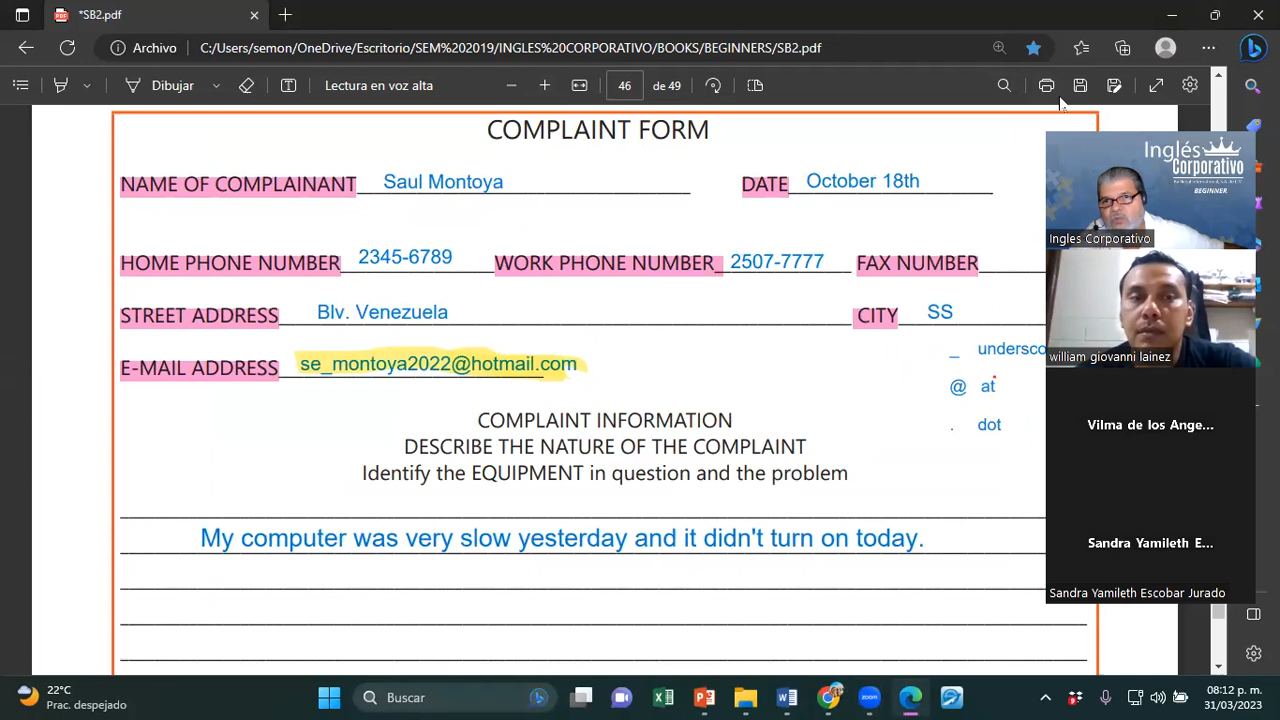 *SB2.pdf
Archivo C:/Users/semon/OneDrive/Escritorio/SEM%202019/INGLES%20CORPORATIVO/BOOKS/BEGINNERS/SB2.pdf
Dibujar Lectura en voz alta 46 de 49
COMPLAINT FORM
NAME OF COMPLAINANT Saul Montoya DATE October 18th
HOME PHONE NUMBER 2345-6789 WORK PHONE NUMBER 2507-7777 FAX NUMBER
STREET ADDRESS Blv. Venezuela CITY SS
_ undersco
E-MAIL ADDRESS se_montoya2022@hotmail.com
@ at
. dot
COMPLAINT INFORMATION
DESCRIBE THE NATURE OF THE COMPLAINT
Identify the EQUIPMENT in question and the problem
My computer was very slow yesterday and it didn't turn on today.
Inglés
Corporativo
BEGINNER
Ingles Corporativo
william giovanni lainez
Vilma de los Ange...
Sandra Yamileth E...
Sandra Yamileth Escobar Jurado
22°C
Prac. despejado
Buscar
08:12 p. m.
31/03/2023